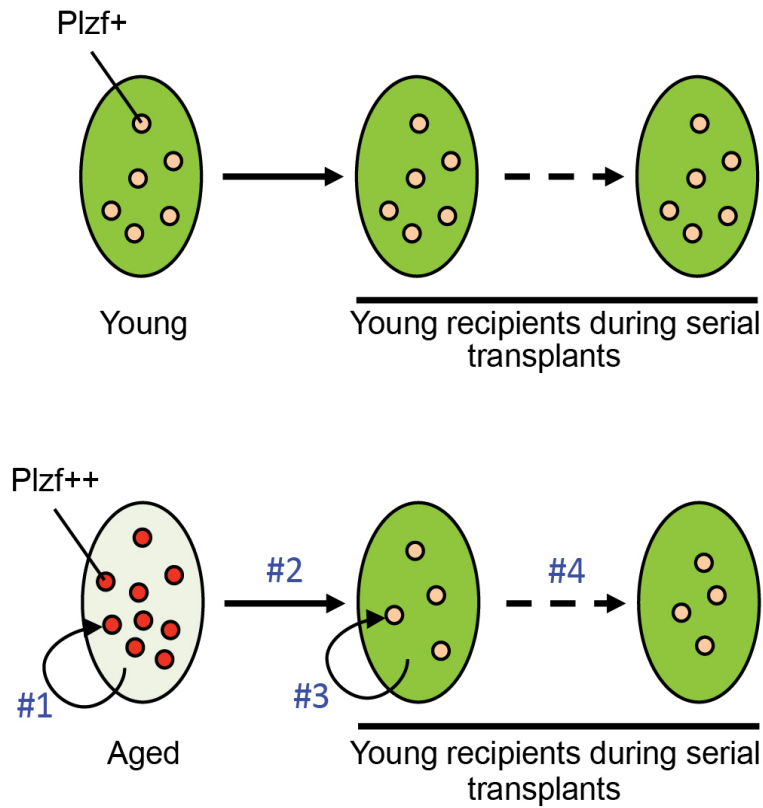 Plzf+
Young
Young recipients during serial
transplants
Plzf++
#2
#4
#1
#3
Aged
Young recipients during serial
transplants